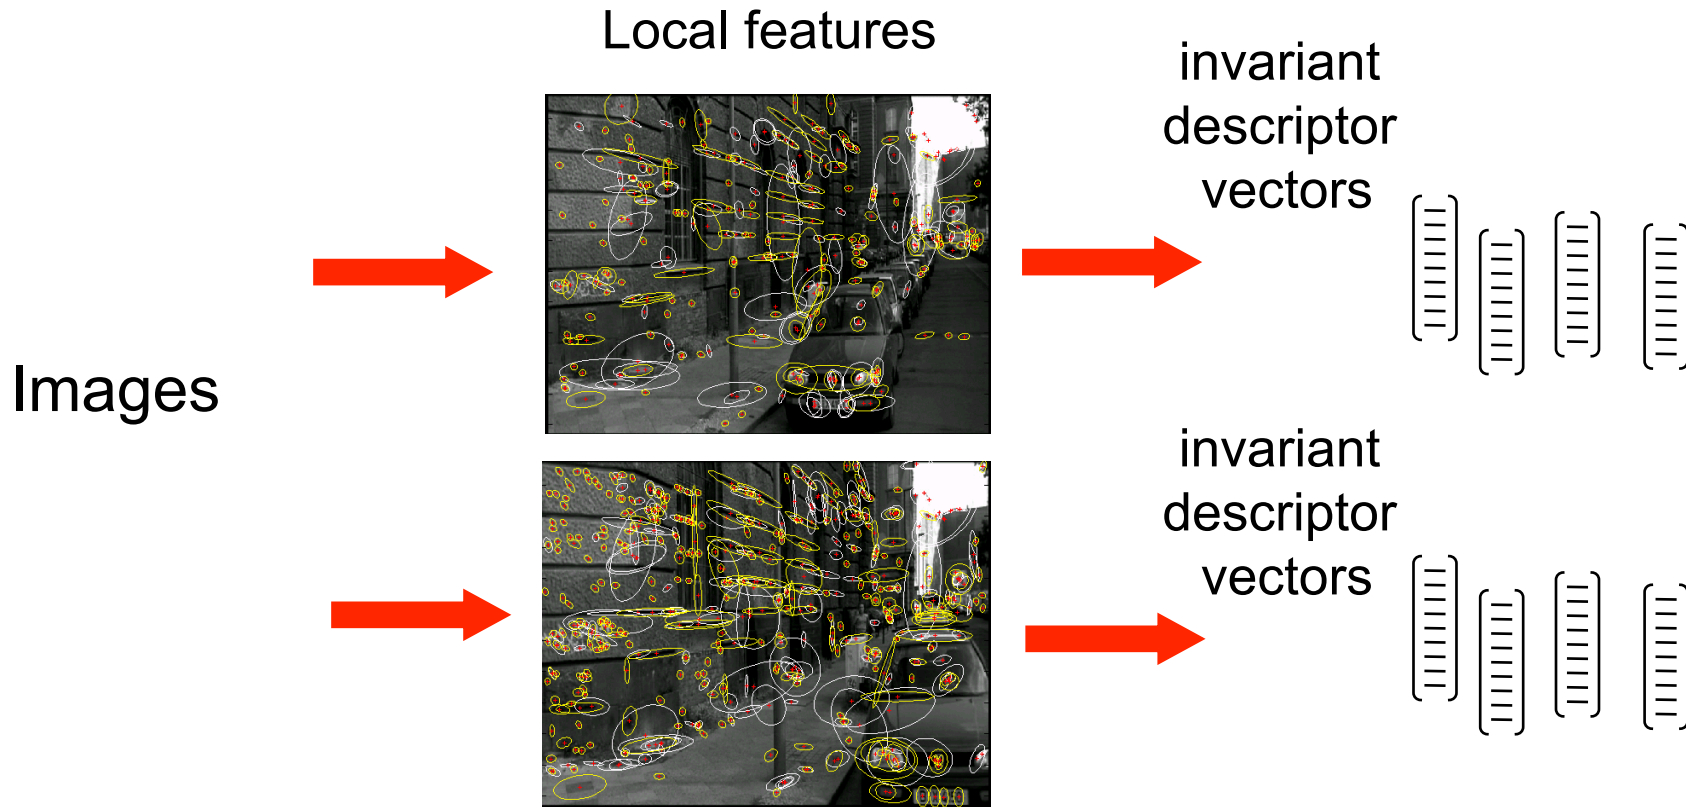 Local features
invariant
descriptor
vectors
Images
invariant
descriptor
vectors